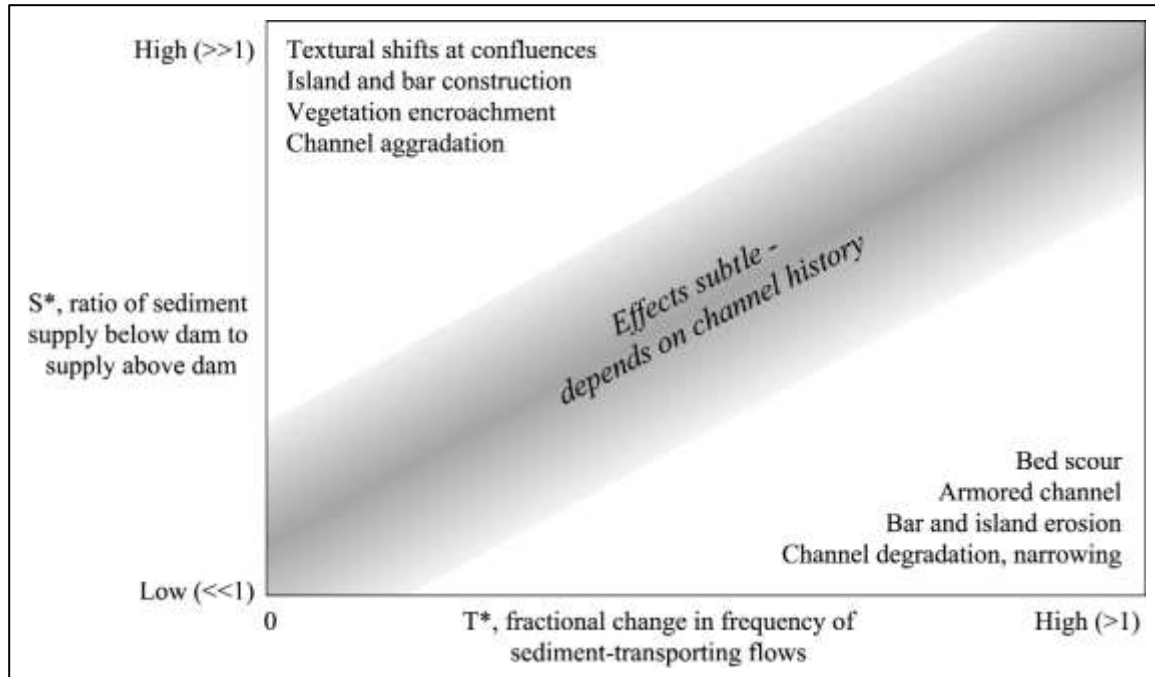 High (>>1)
Textural shifts at confluences
Island and bar construction
Vegetation encroachment
Channel aggradation
Effects subtle -
depends on channel history
S*, ratio of sediment
supply below dam to
supply above dam
Bed scour
Armored channel
Bar and island erosion
Channel degradation, narrowing
Low (<<1)
0
T*, fractional change in frequency of
sediment-transporting flows
High (>1)